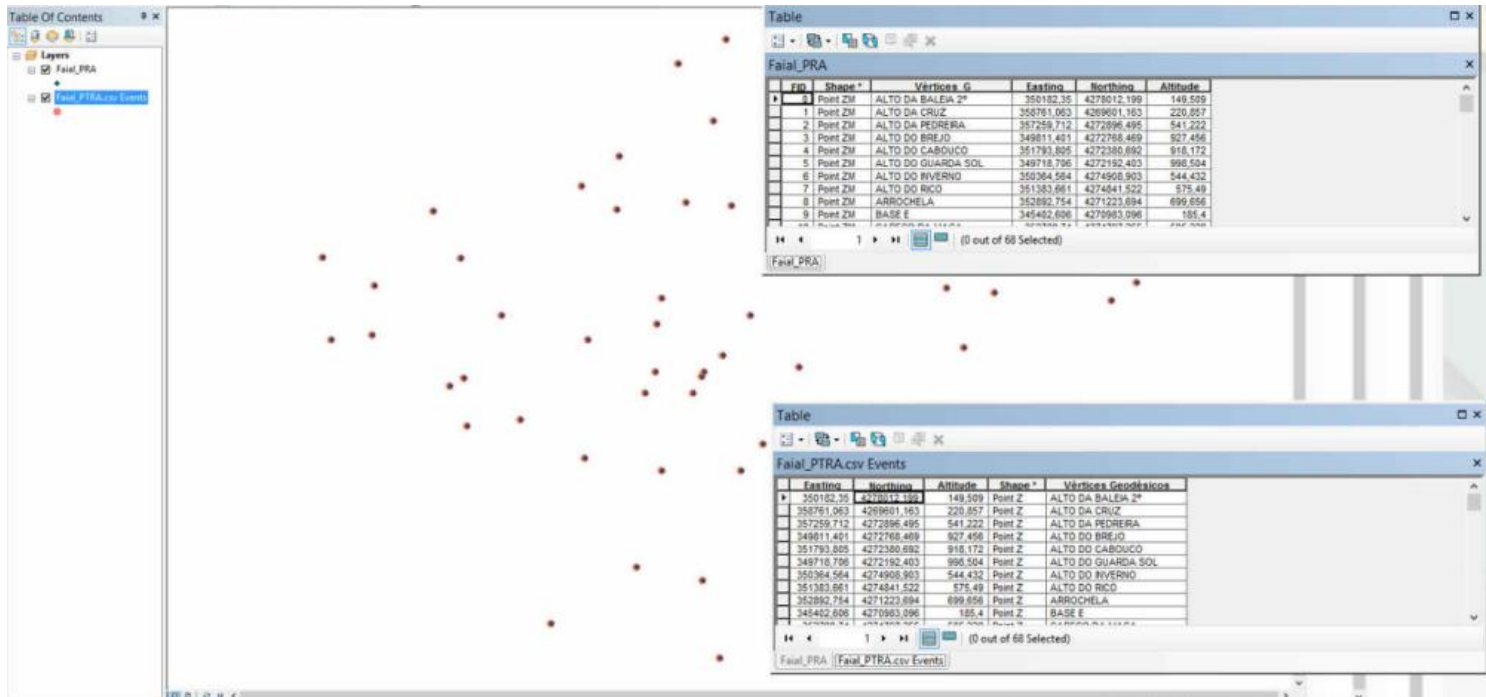 Table Of Contents
Layers
Faial_PRA
Faial_PTRA.csv Events
Table
Faial_PRA
FID Shape * Vértices_G Easting Northing Altitude
0 Point ZM ALTO DA BALEIA 2ª 350182,35 4278012,199 149,509
1 Point ZM ALTO DA CRUZ 358761,063 4269601,163 220,857
2 Point ZM ALTO DA PEDREIRA 357259,712 4272896,495 541,222
3 Point ZM ALTO DO BREJO 349811,401 4272768,469 927,456
4 Point ZM ALTO DO CABOUCO 351793,805 4272380,692 918,172
5 Point ZM ALTO DO GUARDA SOL 349718,706 4272192,403 998,504
6 Point ZM ALTO DO INVERNO 350364,564 4274908,903 544,432
7 Point ZM ALTO DO RICO 351383,661 4274841,522 575,49
8 Point ZM ARROCHELA 352892,754 4271223,694 699,656
9 Point ZM BASE E 345402,606 4270983,096 185,4
1 (0 out of 68 Selected)
Faial_PRA
Table
Faial_PTRA.csv Events
Easting Northing Altitude Shape * Vértices Geodésicos
350182,35 4278012,199 149,509 Point Z ALTO DA BALEIA 2ª
358761,063 4269601,163 220,857 Point Z ALTO DA CRUZ
357259,712 4272896,495 541,222 Point Z ALTO DA PEDREIRA
349811,401 4272768,469 927,456 Point Z ALTO DO BREJO
351793,805 4272380,692 918,172 Point Z ALTO DO CABOUCO
349718,706 4272192,403 998,504 Point Z ALTO DO GUARDA SOL
350364,564 4274908,903 544,432 Point Z ALTO DO INVERNO
351383,661 4274841,522 575,49 Point Z ALTO DO RICO
352892,754 4271223,694 699,656 Point Z ARROCHELA
345402,606 4270983,096 185,4 Point Z BASE E
1 (0 out of 68 Selected)
Faial_PRA Faial_PTRA.csv Events